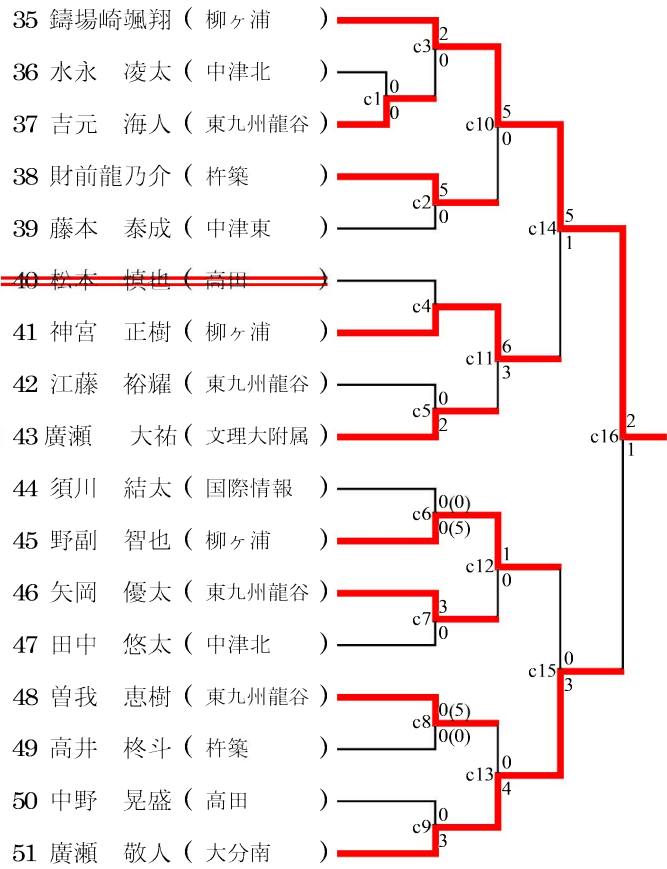 35 鑄場崎颯翔 ( 柳ヶ浦 )
36 水永 凌太 ( 中津北 )
37 吉元 海人 ( 東九州龍谷 )
38 財前龍乃介 ( 杵築 )
39 藤本 泰成 ( 中津東 )
40 松本 慎也 ( 高田 )
41 神宮 正樹 ( 柳ヶ浦 )
42 江藤 裕耀 ( 東九州龍谷 )
43 廣瀬 大祐 ( 文理大附属 )
44 須川 結太 ( 国際情報 )
45 野副 智也 ( 柳ヶ浦 )
46 矢岡 優太 ( 東九州龍谷 )
47 田中 悠太 ( 中津北 )
48 曽我 恵樹 ( 東九州龍谷 )
49 高井 柊斗 ( 杵築 )
50 中野 晃盛 ( 高田 )
51 廣瀬 敬人 ( 大分南 )
c1 0 0
c2 5 0
c3 2 0
c4
c5 0 2
c6 0(0) 0(5)
c7 3 0
c8 0(5) 0(0)
c9 0 3
c10 5 0
c11 6 3
c12 1 0
c13 0 4
c14 5 1
c15 0 3
c16 2 1